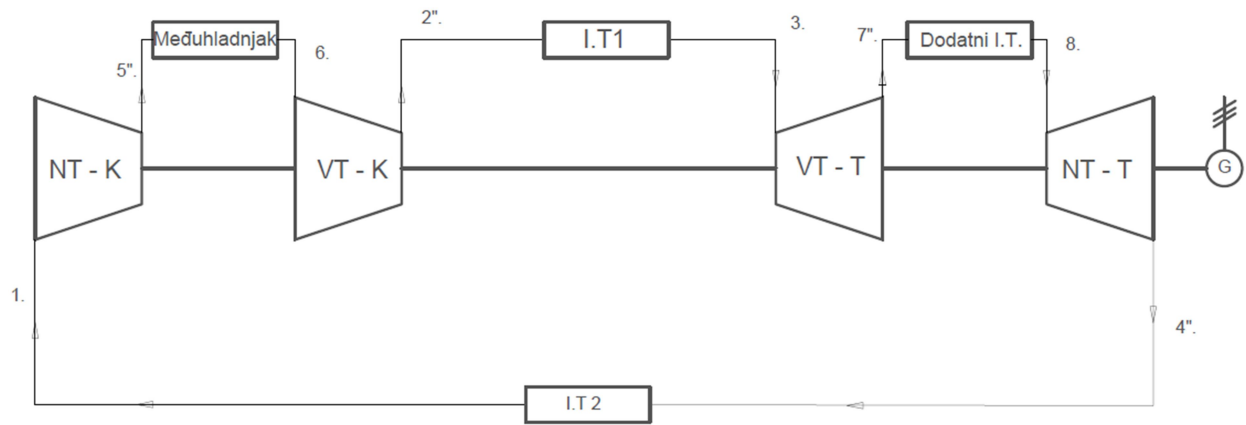 2".
3.
Međuhladnjak
I.T1
7".
Dodatni I.T.
8.
5".
6.
NT - K
VT - K
VT - T
NT - T
G
1.
4".
I.T 2